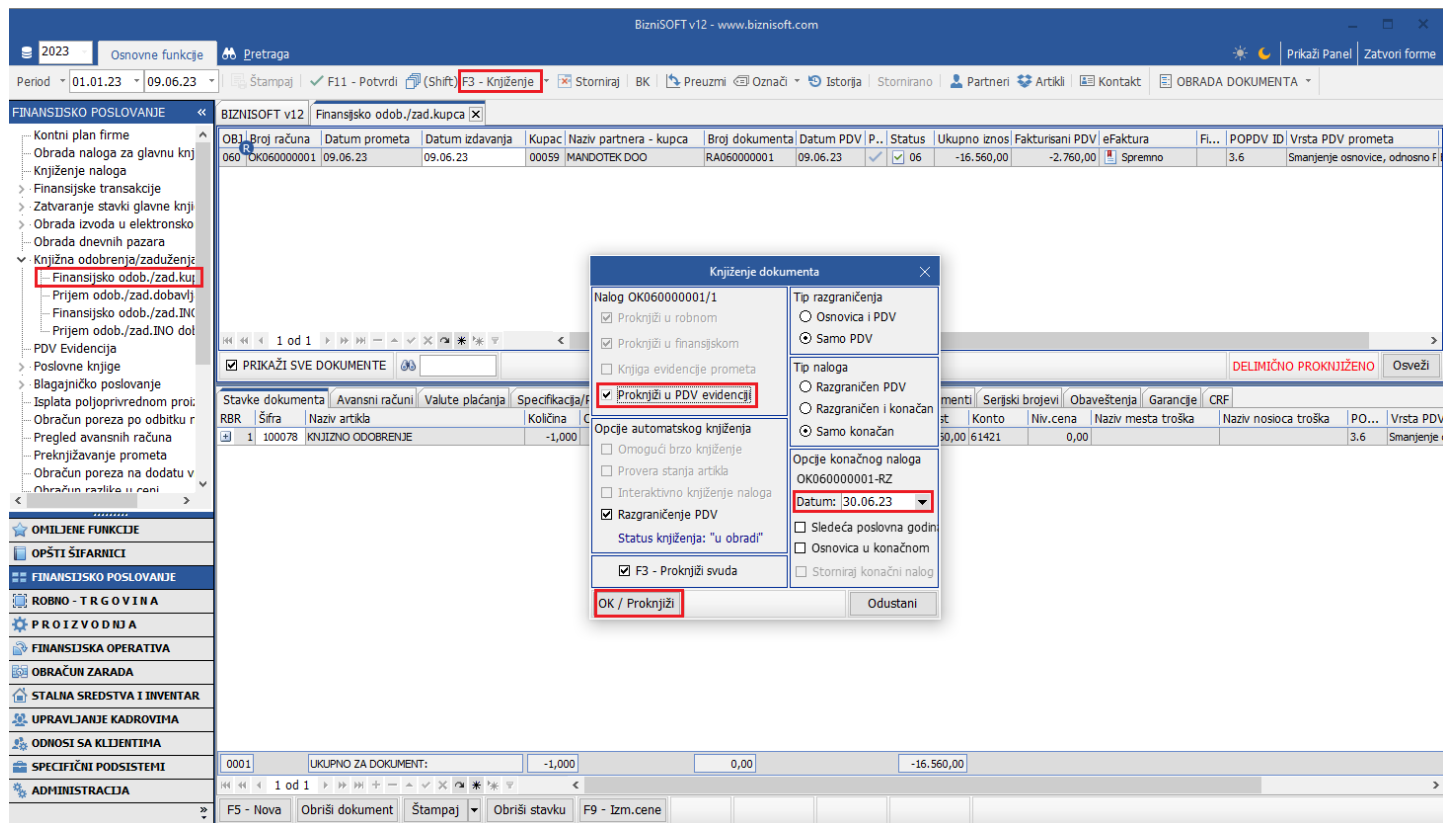 BizniSOFT v12 - www.biznisoft.com
2023 Osnovne funkcije Pretraga Prikaži Panel Zatvori forme
Period 01.01.23 09.06.23 Štampaj F11 - Potvrdi (Shift) F3 - Knjiženje Storniraj BK Preuzmi Označi Istorija Stornirano Partneri Artikli Kontakt OBRADA DOKUMENTA
FINANSIJSKO POSLOVANJE «
Kontni plan firme
Obrada naloga za glavnu knj
Knjiženje naloga
Finansijske transakcije
Zatvaranje stavki glavne knji
Obrada izvoda u elektronsko
Obrada dnevnih pazara
Knjižna odobrenja/zaduženja
Finansijsko odob./zad.kup
Prijem odob./zad.dobavlj
Finansijsko odob./zad.INO
Prijem odob./zad.INO dob
PDV Evidencija
Poslovne knjige
Blagajničko poslovanje
Isplata poljoprivrednom proiz
Obračun poreza po odbitku r
Pregled avansnih računa
Preknjižavanje prometa
Obračun poreza na dodatu v
Obračun razlike u ceni
OMILJENE FUNKCIJE
OPŠTI ŠIFARNICI
FINANSIJSKO POSLOVANJE
ROBNO - T R G O V I N A
P R O I Z V O D NJ A
FINANSIJSKA OPERATIVA
OBRAČUN ZARADA
STALNA SREDSTVA I INVENTAR
UPRAVLJANJE KADROVIMA
ODNOSI SA KLIJENTIMA
SPECIFIČNI PODSISTEMI
ADMINISTRACIJA
»
BIZNISOFT v12 Finansijsko odob./zad.kupca
OBJ Broj računa Datum prometa Datum izdavanja Kupac Naziv partnera - kupca Broj dokumenta Datum PDV P... Status Ukupno iznos Fakturisani PDV eFaktura Fi... POPDV ID Vrsta PDV prometa
R
060 OK060000001 09.06.23 09.06.23 00059 MANDOTEK DOO RA060000001 09.06.23 06 -16.560,00 -2.760,00 Spremno 3.6 Smanjenje osnovice, odnosno P
1 od 1
PRIKAŽI SVE DOKUMENTE DELIMIČNO PROKNJIŽENO Osveži
Stavke dokumenta Avansni računi Valute plaćanja Specifikacija/P menti Serijski brojevi Obaveštenja Garancije CRF
RBR Šifra Naziv artikla Količina st Konto Niv.cena Naziv mesta troška Naziv nosioca troška PO... Vrsta PDV
1 100078 KNJIZNO ODOBRENJE -1,000 60,00 61421 0,00 3.6 Smanjenje
Knjiženje dokumenta
Nalog OK060000001/1
Proknjiži u robnom
Proknjiži u finansijskom
Knjiga evidencije prometa
Proknjiži u PDV evidenciji
Opcije automatskog knjiženja
Omogući brzo knjiženje
Provera stanja artikla
Interaktivno knjiženje naloga
Razgraničenje PDV
Status knjiženja: "u obradi"
F3 - Proknjiži svuda
Tip razgraničenja
Osnovica i PDV
Samo PDV
Tip naloga
Razgraničen PDV
Razgraničen i konačan
Samo konačan
Opcije konačnog naloga
OK060000001-RZ
Datum: 30.06.23
Sledeća poslovna godin
Osnovica u konačnom
Storniraj konačni nalog
OK / Proknjiži Odustani
0001 UKUPNO ZA DOKUMENT: -1,000 0,00 -16.560,00
1 od 1
F5 - Nova Obriši dokument Štampaj Obriši stavku F9 - Izm.cene